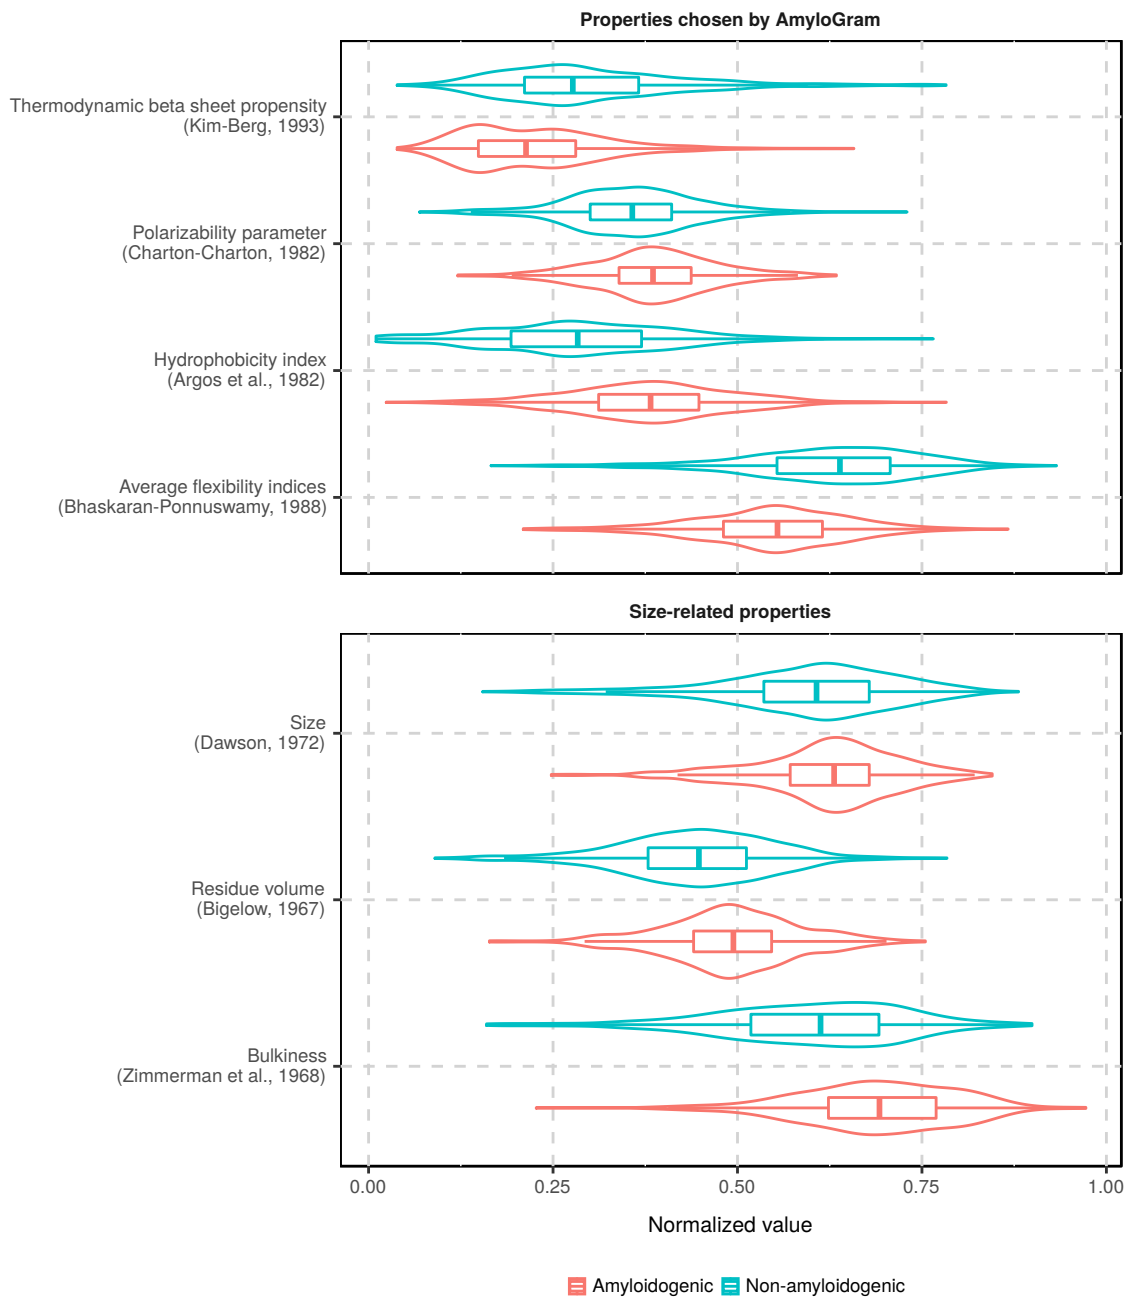 Properties chosen by AmyloGram
Thermodynamic beta sheet propensity
(Kim-Berg, 1993)
Polarizability parameter
(Charton-Charton, 1982)
Hydrophobicity index
(Argos et al., 1982)
Average flexibility indices
(Bhaskaran-Ponnuswamy, 1988)
Size-related properties
Size
(Dawson, 1972)
Residue volume
(Bigelow, 1967)
Bulkiness
(Zimmerman et al., 1968)
0.00 0.25 0.50 0.75 1.00
Normalized value
Amyloidogenic Non-amyloidogenic